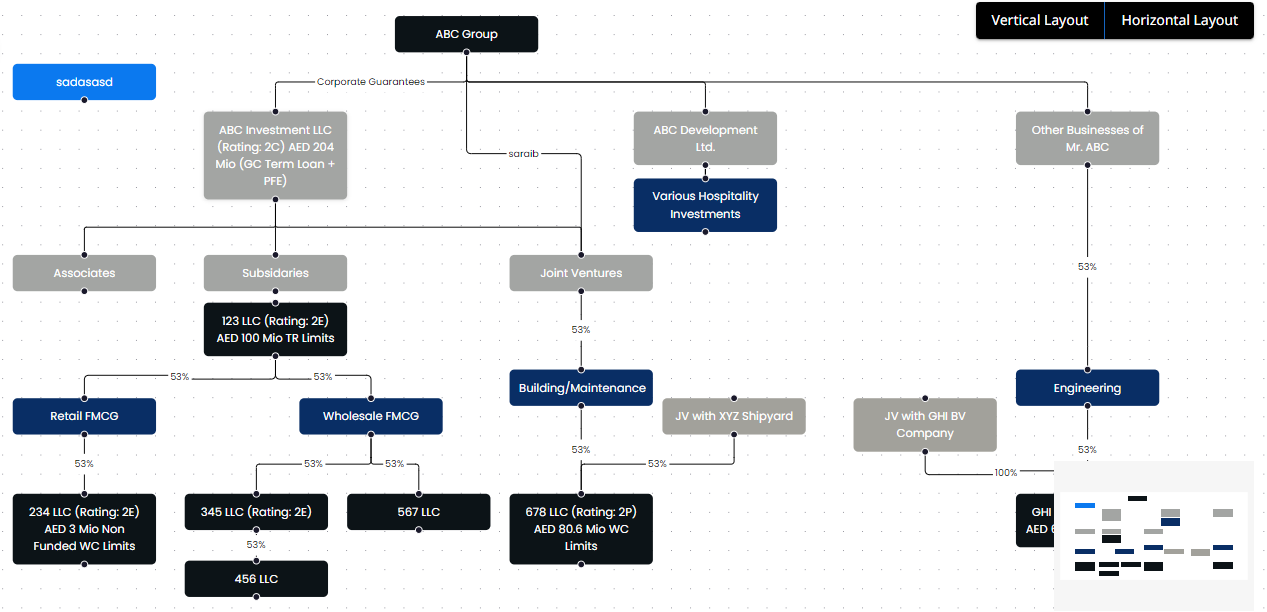 Vertical Layout
Horizontal Layout
ABC Group
sadasasd
Corporate Guarantees
ABC Investment LLC
(Rating: 2C) AED 204
Mio (GC Term Loan +
PFE)
ABC Development
Ltd.
Other Businesses of
Mr. ABC
saraib
Various Hospitality
Investments
Associates
Subsidaries
Joint Ventures
53%
123 LLC (Rating: 2E)
AED 100 Mio TR Limits
53%
53%
53%
Building/Maintenance
Engineering
Retail FMCG
Wholesale FMCG
JV with XYZ Shipyard
JV with GHI BV
Company
53%
53%
53%
53%
53%
53%
100%
234 LLC (Rating: 2E)
AED 3 Mio Non
Funded WC Limits
345 LLC (Rating: 2E)
567 LLC
678 LLC (Rating: 2P)
AED 80.6 Mio WC
Limits
GHI
AED
53%
456 LLC